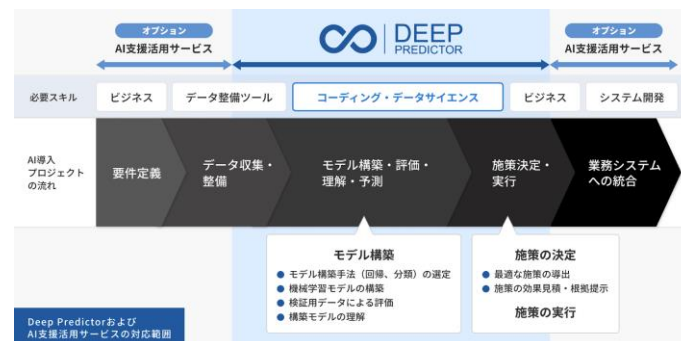 オプション
AI支援活用サービス
DEEP
PREDICTOR
オプション
AI支援活用サービス
必要スキル
ビジネス
データ整備ツール
コーディング・データサイエンス
ビジネス
システム開発
AI導入
プロジェクト
の流れ
要件定義
データ収集・
整備
モデル構築・評価・
理解・予測
施策決定・
実行
業務システム
への統合
モデル構築
● モデル構築手法（回帰、分類）の選定
● 機械学習モデルの構築
● 検証用データによる評価
● 構築モデルの理解
施策の決定
● 最適な施策の導出
● 施策の効果見積・根拠提示
施策の実行
Deep Predictorおよび
AI支援活用サービスの対応範囲